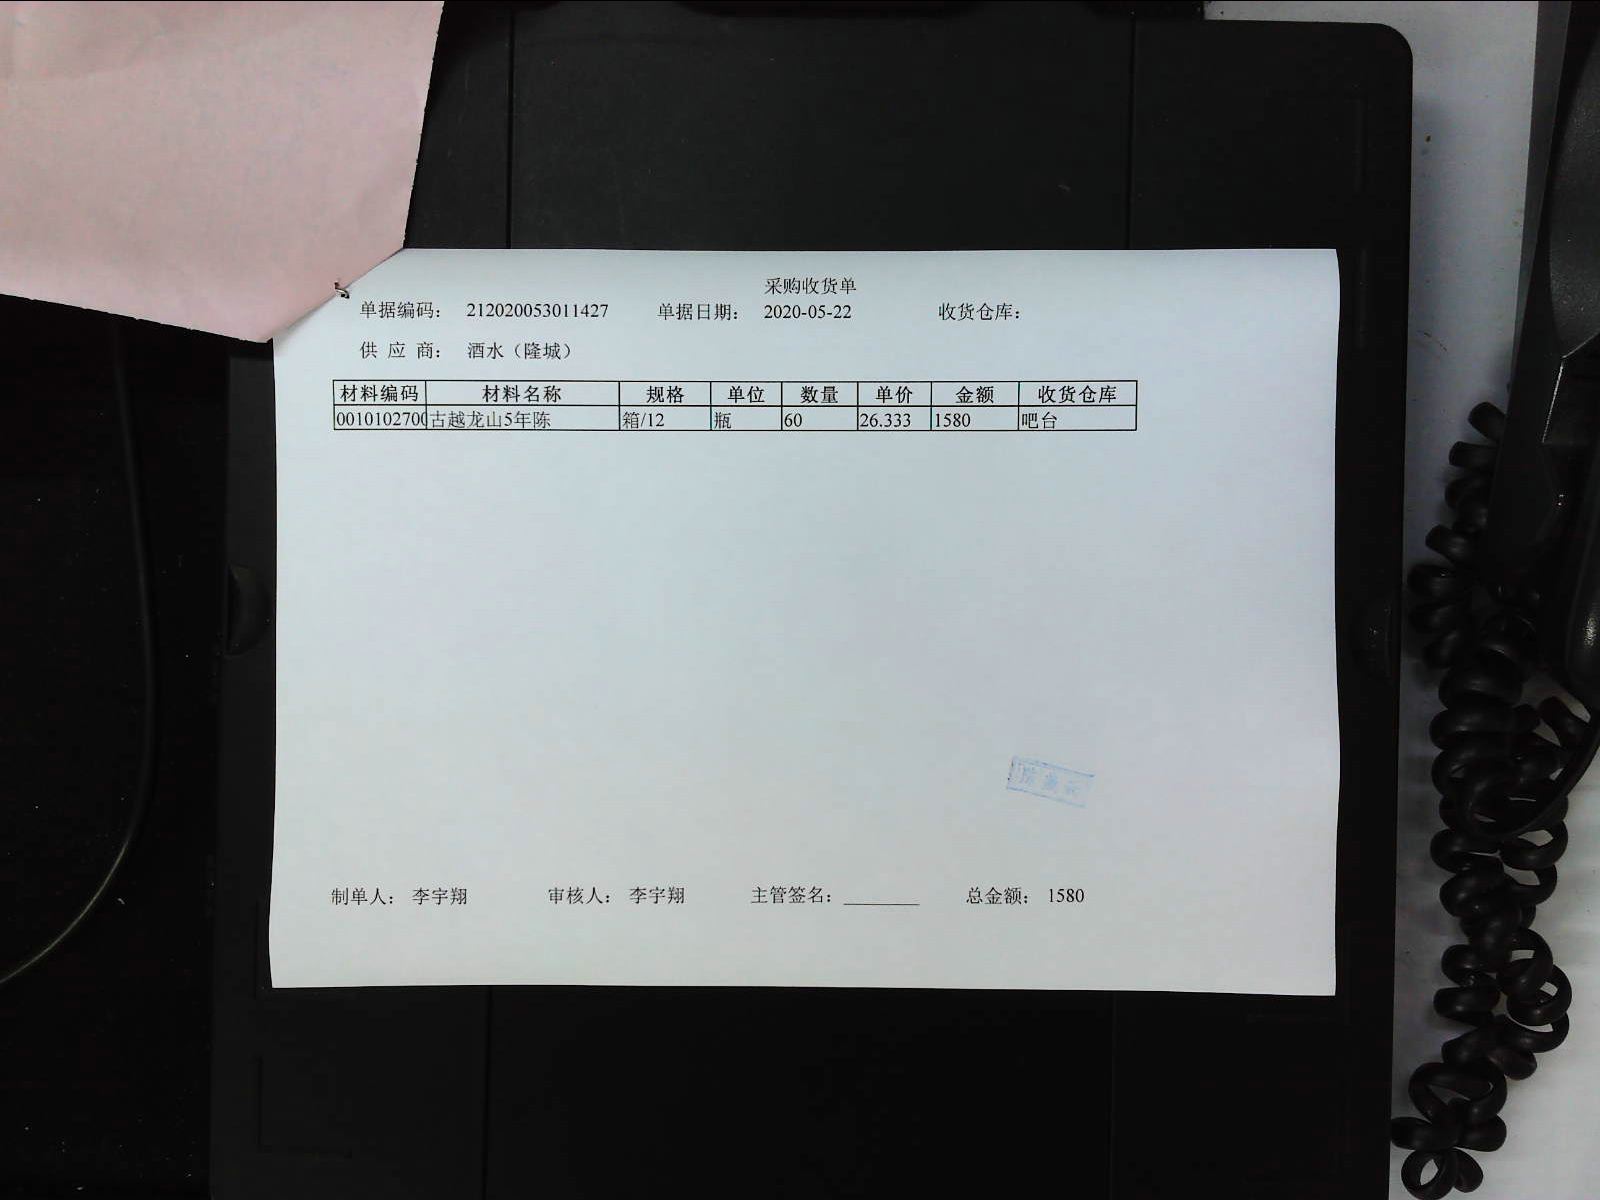 采购收货单
单据编码： 212020053011427 单据日期： 2020-05-22 收货仓库：
供 应 商： 酒水（隆城）
材料编码 材料名称 规格 单位 数量 单价 金额 收货仓库
0010102700 古越龙山5年陈 箱/12 瓶 60 26.333 1580 吧台
制单人： 李宇翔 审核人： 李宇翔 主管签名： 总金额： 1580